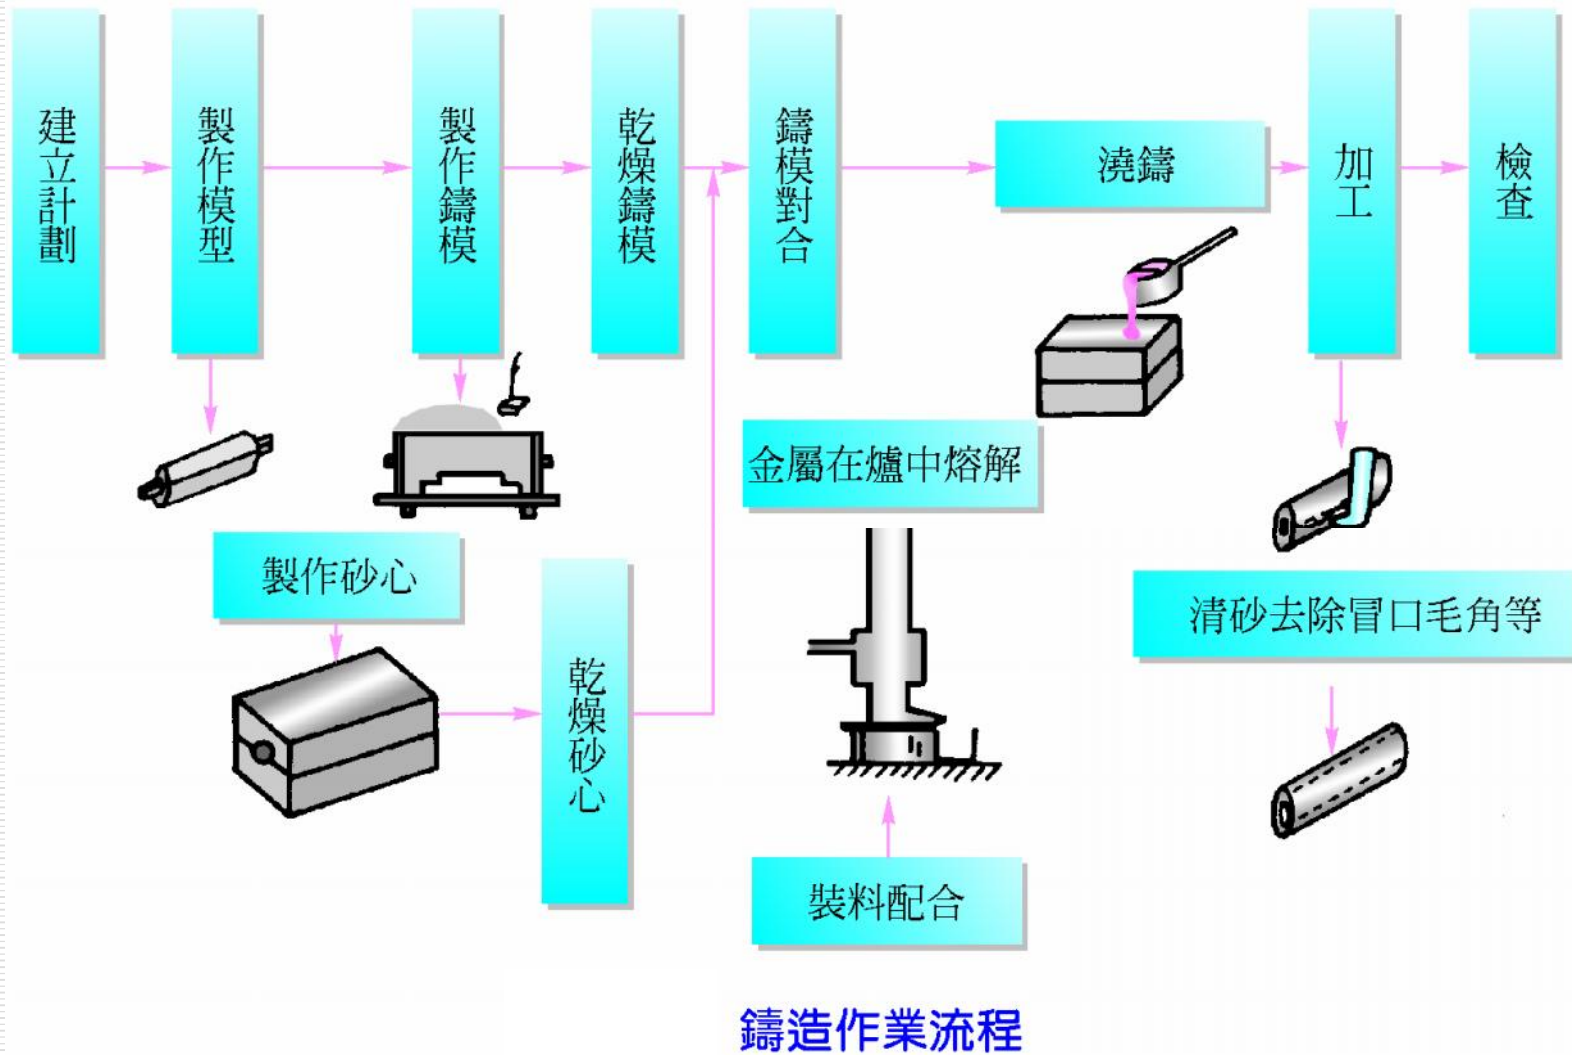 建立計劃
製作模型
製作鑄模
乾燥鑄模
鑄模對合
澆鑄
加工
檢查
金屬在爐中熔解
製作砂心
乾燥砂心
清砂去除冒口毛角等
裝料配合
鑄造作業流程